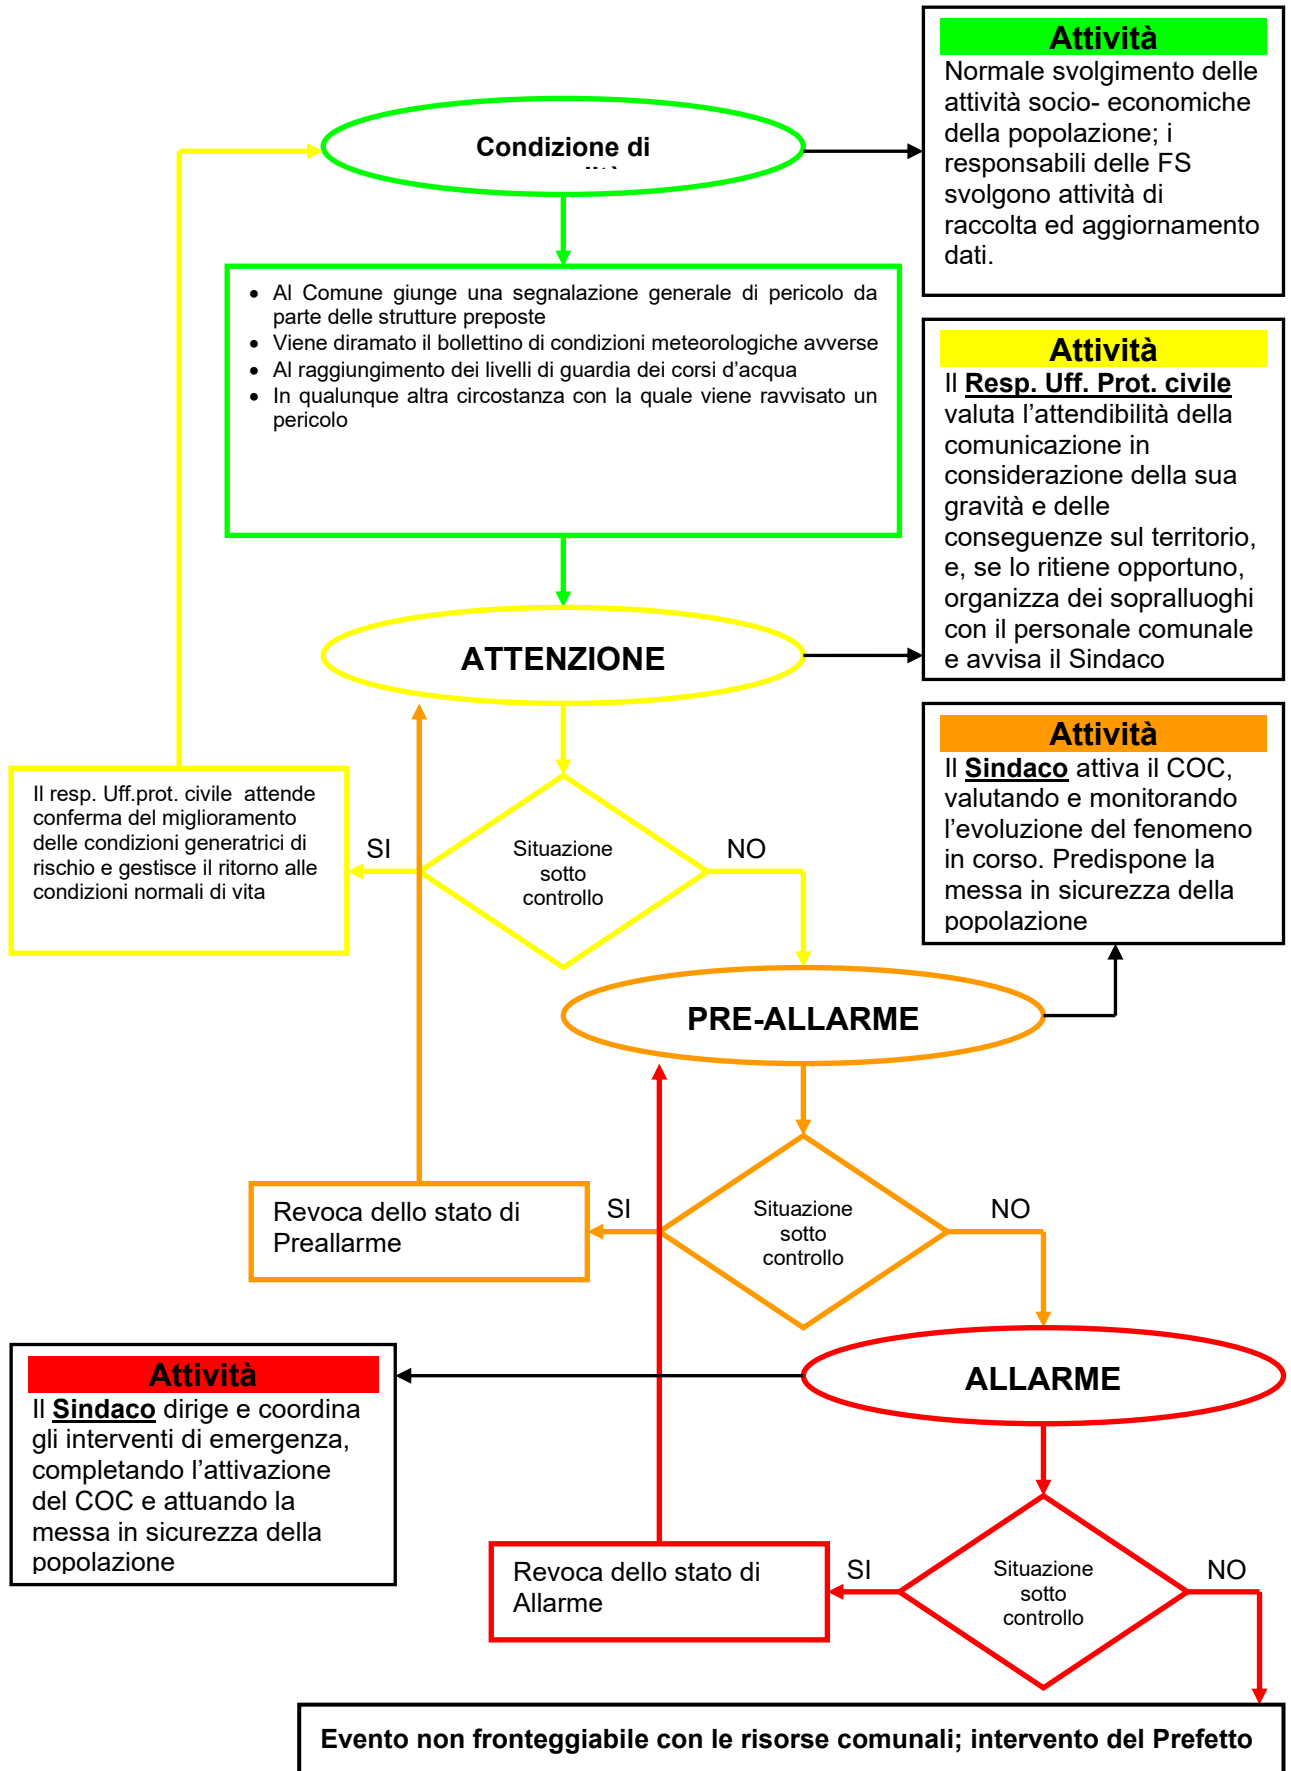 Attività
Normale svolgimento delle
attività socio- economiche
della popolazione; i
responsabili delle FS
svolgono attività di
raccolta ed aggiornamento
dati.
Condizione di
• Al Comune giunge una segnalazione generale di pericolo da
parte delle strutture preposte
• Viene diramato il bollettino di condizioni meteorologiche avverse
• Al raggiungimento dei livelli di guardia dei corsi d’acqua
• In qualunque altra circostanza con la quale viene ravvisato un
pericolo
Attività
Il Resp. Uff. Prot. civile
valuta l’attendibilità della
comunicazione in
considerazione della sua
gravità e delle
conseguenze sul territorio,
e, se lo ritiene opportuno,
organizza dei sopralluoghi
con il personale comunale
e avvisa il Sindaco
ATTENZIONE
Attività
Il Sindaco attiva il COC,
valutando e monitorando
l’evoluzione del fenomeno
in corso. Predispone la
messa in sicurezza della
popolazione
Il resp. Uff.prot. civile attende
conferma del miglioramento
delle condizioni generatrici di
rischio e gestisce il ritorno alle
condizioni normali di vita
SI
Situazione
sotto
controllo
NO
PRE-ALLARME
Revoca dello stato di
Preallarme
SI
Situazione
sotto
controllo
NO
Attività
Il Sindaco dirige e coordina
gli interventi di emergenza,
completando l’attivazione
del COC e attuando la
messa in sicurezza della
popolazione
ALLARME
Revoca dello stato di
Allarme
SI
Situazione
sotto
controllo
NO
Evento non fronteggiabile con le risorse comunali; intervento del Prefetto